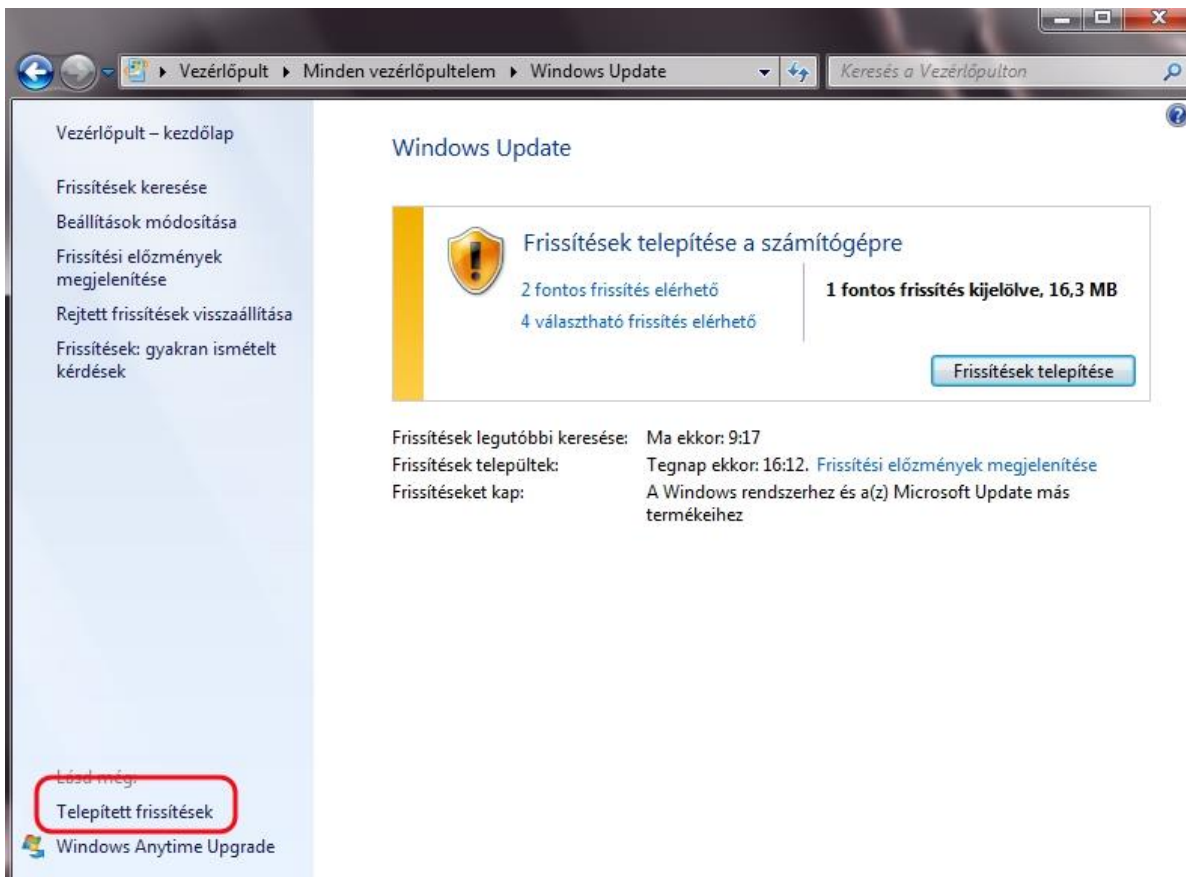 Vezérlőpult ▸ Minden vezérlőpultelem ▸ Windows Update
Keresés a Vezérlőpulton
Vezérlőpult – kezdőlap
Frissítések keresése
Beállítások módosítása
Frissítési előzmények
megjelenítése
Rejtett frissítések visszaállítása
Frissítések: gyakran ismételt
kérdések
Lásd még:
Telepített frissítések
Windows Anytime Upgrade
Windows Update
Frissítések telepítése a számítógépre
2 fontos frissítés elérhető
4 választható frissítés elérhető
1 fontos frissítés kijelölve, 16,3 MB
Frissítések telepítése
Frissítések legutóbbi keresése: Ma ekkor: 9:17
Frissítések települtek: Tegnap ekkor: 16:12. Frissítési előzmények megjelenítése
Frissítéseket kap: A Windows rendszerhez és a(z) Microsoft Update más
termékeihez